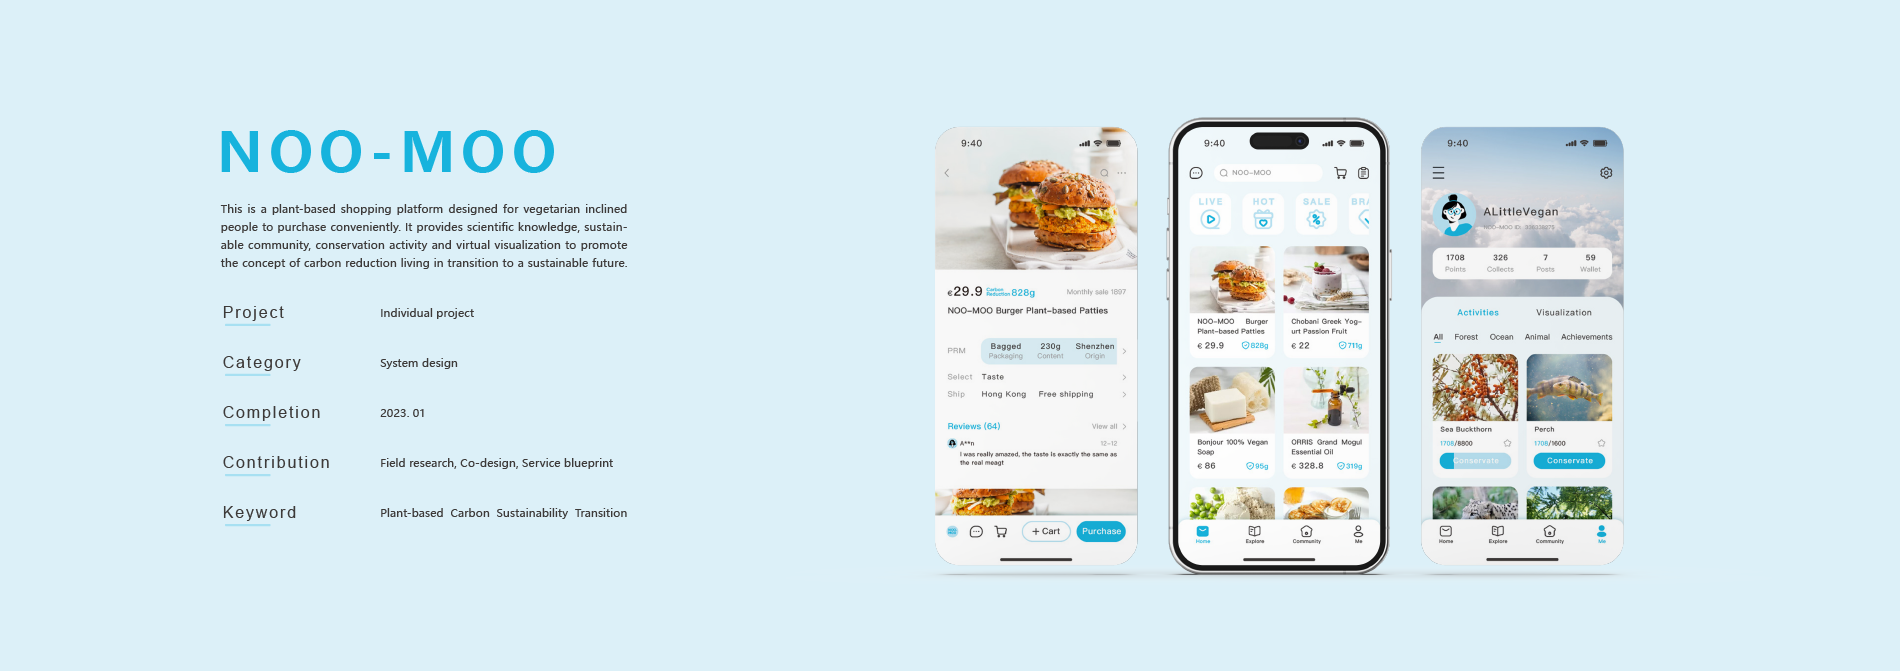 NOO-MOO
This is a plant-based shopping platform designed for vegetarian inclined
people to purchase conveniently. It provides scientific knowledge, sustain-
able community, conservation activity and virtual visualization to promote
the concept of carbon reduction living in transition to a sustainable future.
Project Individual project
Category System design
Completion 2023. 01
Contribution Field research, Co-design, Service blueprint
Keyword Plant-based Carbon Sustainability Transition
9:40
€29.9 Carbon Reduction 828g Monthly sale 1897
NOO-MOO Burger Plant-based Patties
PRM Bagged 230g Shenzhen
Packaging Content Origin
Select Taste
Ship Hong Kong Free shipping
Reviews (64) View all
A**n 12-12
I was really amazed, the taste is exactly the same as
the real meagt
+ Cart Purchase
9:40
NOO-MOO
LIVE HOT SALE BRA
NOO-MOO Burger
Plant-based Patties
€ 29.9 828g
Chobani Greek Yog-
urt Passion Fruit
€ 22 711g
Bonjour 100% Vegan
Soap
€ 86 95g
ORRIS Grand Mogul
Essential Oil
€ 328.8 319g
Home Explore Community Me
9:40
ALittleVegan
NOO-MOO ID:
1708 326 7 59
Points Collects Posts Wallet
Activities Visualization
All Forest Ocean Animal Achievements
Sea Buckthorn
1708/8800
Conservate
Perch
1708/1600
Conservate
Home Explore Community Me